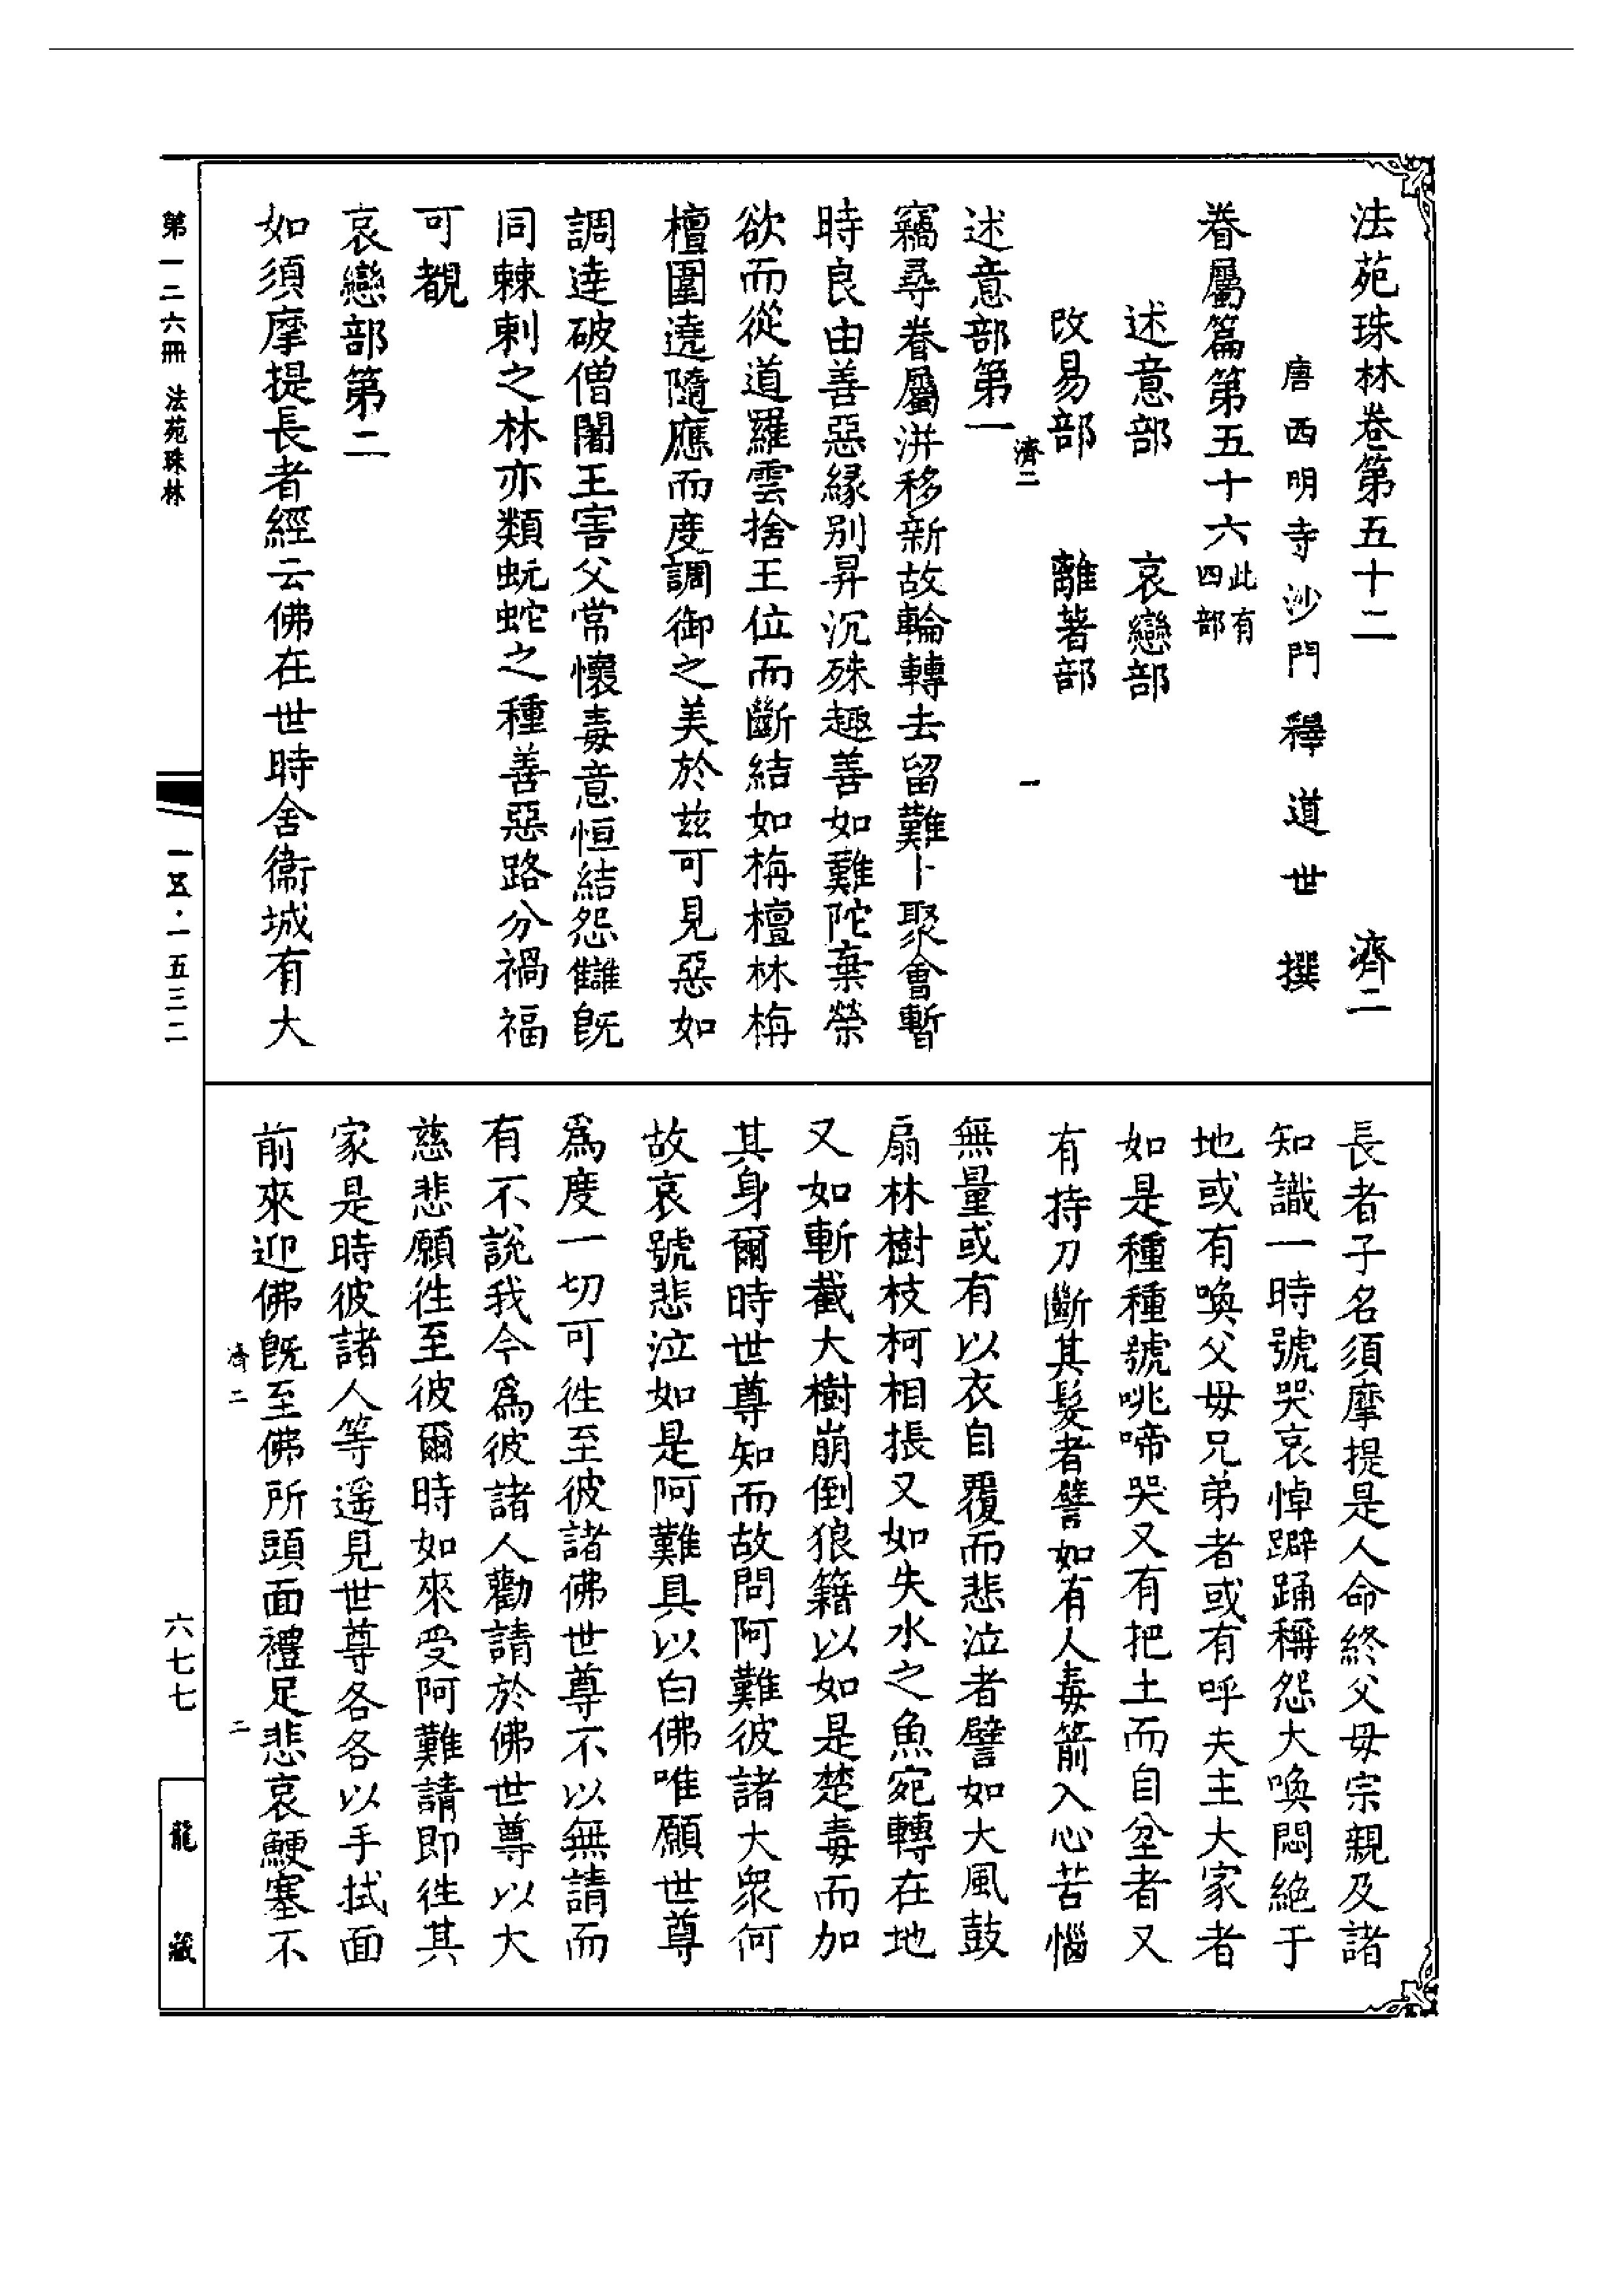 法苑珠林卷第五十二　濟二
唐西明寺沙門釋道世　撰
眷屬篇第五十六此有四部
述意部　哀戀部
改易部　離著部
濟二　一
述意部第一
竊尋眷屬洴移新故輪轉去留難卜聚會暫
時良由善惡緣別昇沉殊趣善如難陀棄榮
欲而從道羅雲捨王位而斷結如栴檀林栴
檀圍遶隨應而度調御之美於兹可見惡如
調達破僧闍王害父常懷毒意恒結怨讎旣
同棘刺之林亦類蚖蛇之種善惡路分禍福
可覩
哀戀部第二
如須摩提長者經云佛在世時舍衞城有大
長者子名須摩提是人命終父母宗親及諸
知識一時號哭哀悼躃踊稱怨大喚悶絕于
地或有喚父母兄弟者或有呼夫主大家者
如是種種號咷啼哭又有把土而自坌者又
有持刀斷其髮者譬如有人毒箭入心苦惱
無量或有以衣自覆而悲泣者譬如大風鼓
扇林樹枝柯相振又如失水之魚宛轉在地
又如斬截大樹崩倒狼籍以如是楚毒而加
其身爾時世尊知而故問阿難彼諸大衆何
故哀號悲泣如是阿難具以白佛唯願世尊
爲度一切可徃至彼諸佛世尊不以無請而
有不說我今爲彼諸人勸請於佛世尊以大
慈悲願徃至彼爾時如來受阿難請即徃其
家是時彼諸人等遥見世尊各各以手拭面
前來迎佛旣至佛所頭面禮足悲哀鯁塞不
濟二　二
第一二六冊　法苑珠林
一五·一五三二
六七七
龍藏